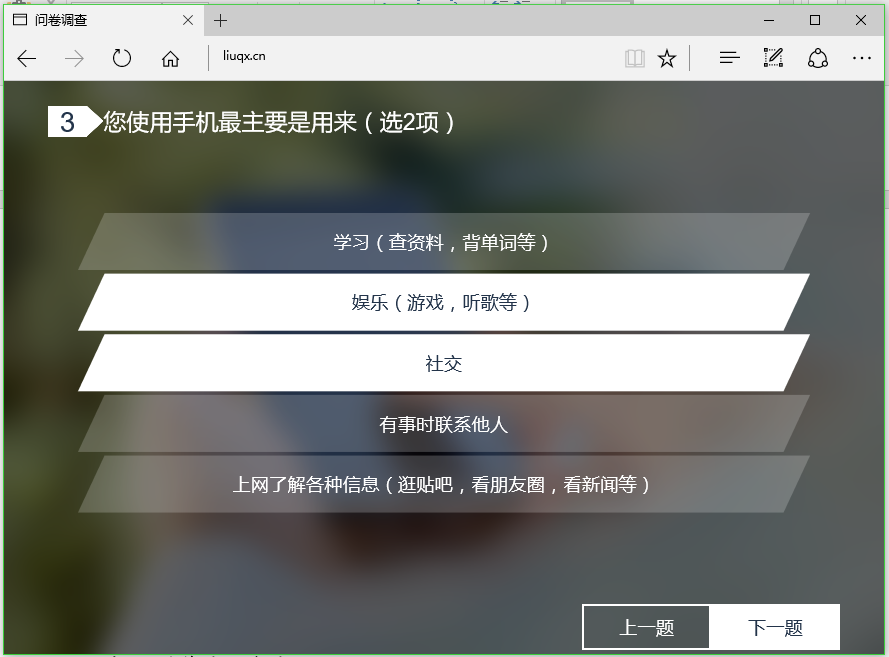 问卷调查
liuqx.cn
3 您使用手机最主要是用来（选2项）
学习（查资料，背单词等）
娱乐（游戏，听歌等）
社交
有事时联系他人
上网了解各种信息（逛贴吧，看朋友圈，看新闻等）
上一题 下一题